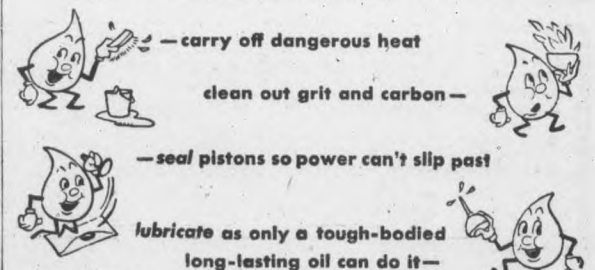 —carry off dangerous heat
clean out grit and carbon—
—seal pistons so power can't slip past
lubricate as only a tough-bodied
long-lasting oil can do it—